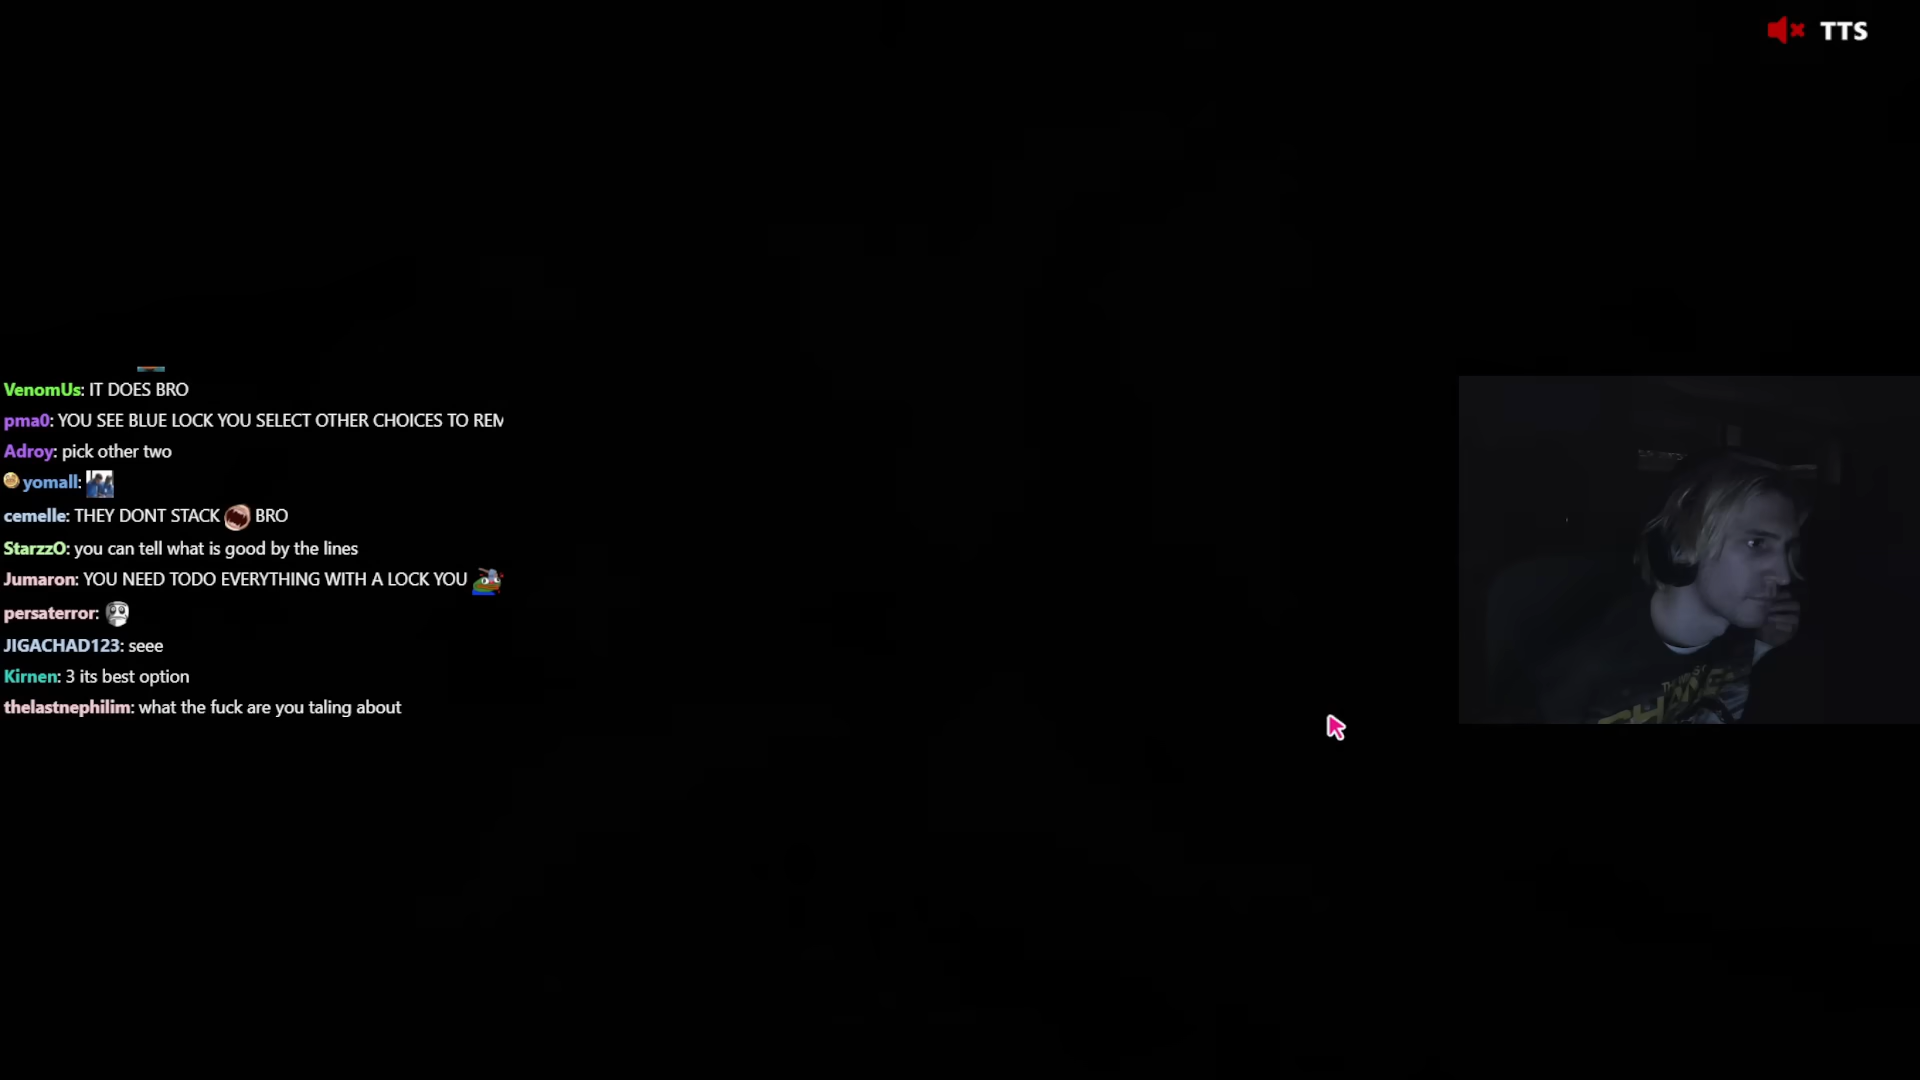 TTS
VenomUs: IT DOES BRO
pma0: YOU SEE BLUE LOCK YOU SELECT OTHER CHOICES TO REM
Adroy: pick other two
yomall:
cemelle: THEY DONT STACK BRO
StarzzO: you can tell what is good by the lines
Jumaron: YOU NEED TODO EVERYTHING WITH A LOCK YOU
persaterror:
JIGACHAD123: seee
Kirnen: 3 its best option
thelastnephilim: what the fuck are you taling about